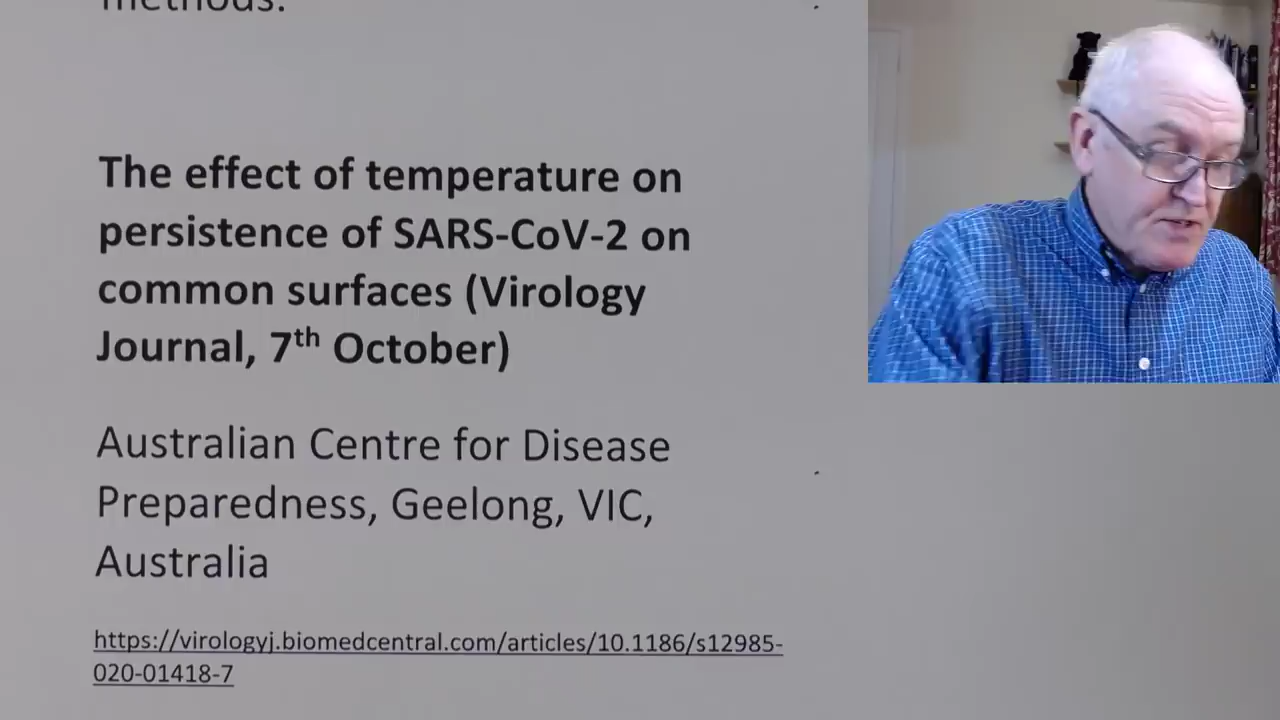 methods.
The effect of temperature on
persistence of SARS-CoV-2 on
common surfaces (Virology
Journal, 7th October)
Australian Centre for Disease
Preparedness, Geelong, VIC,
Australia
https://virologyj.biomedcentral.com/articles/10.1186/s12985-
020-01418-7